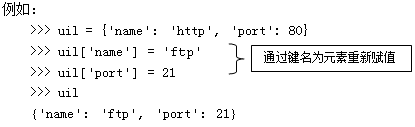 例如:
>>> uil = {'name': 'http', 'port': 80}
>>> uil['name'] = 'ftp'
>>> uil['port'] = 21
通过键名为元素重新赋值
>>> uil
{'name': 'ftp', 'port': 21}